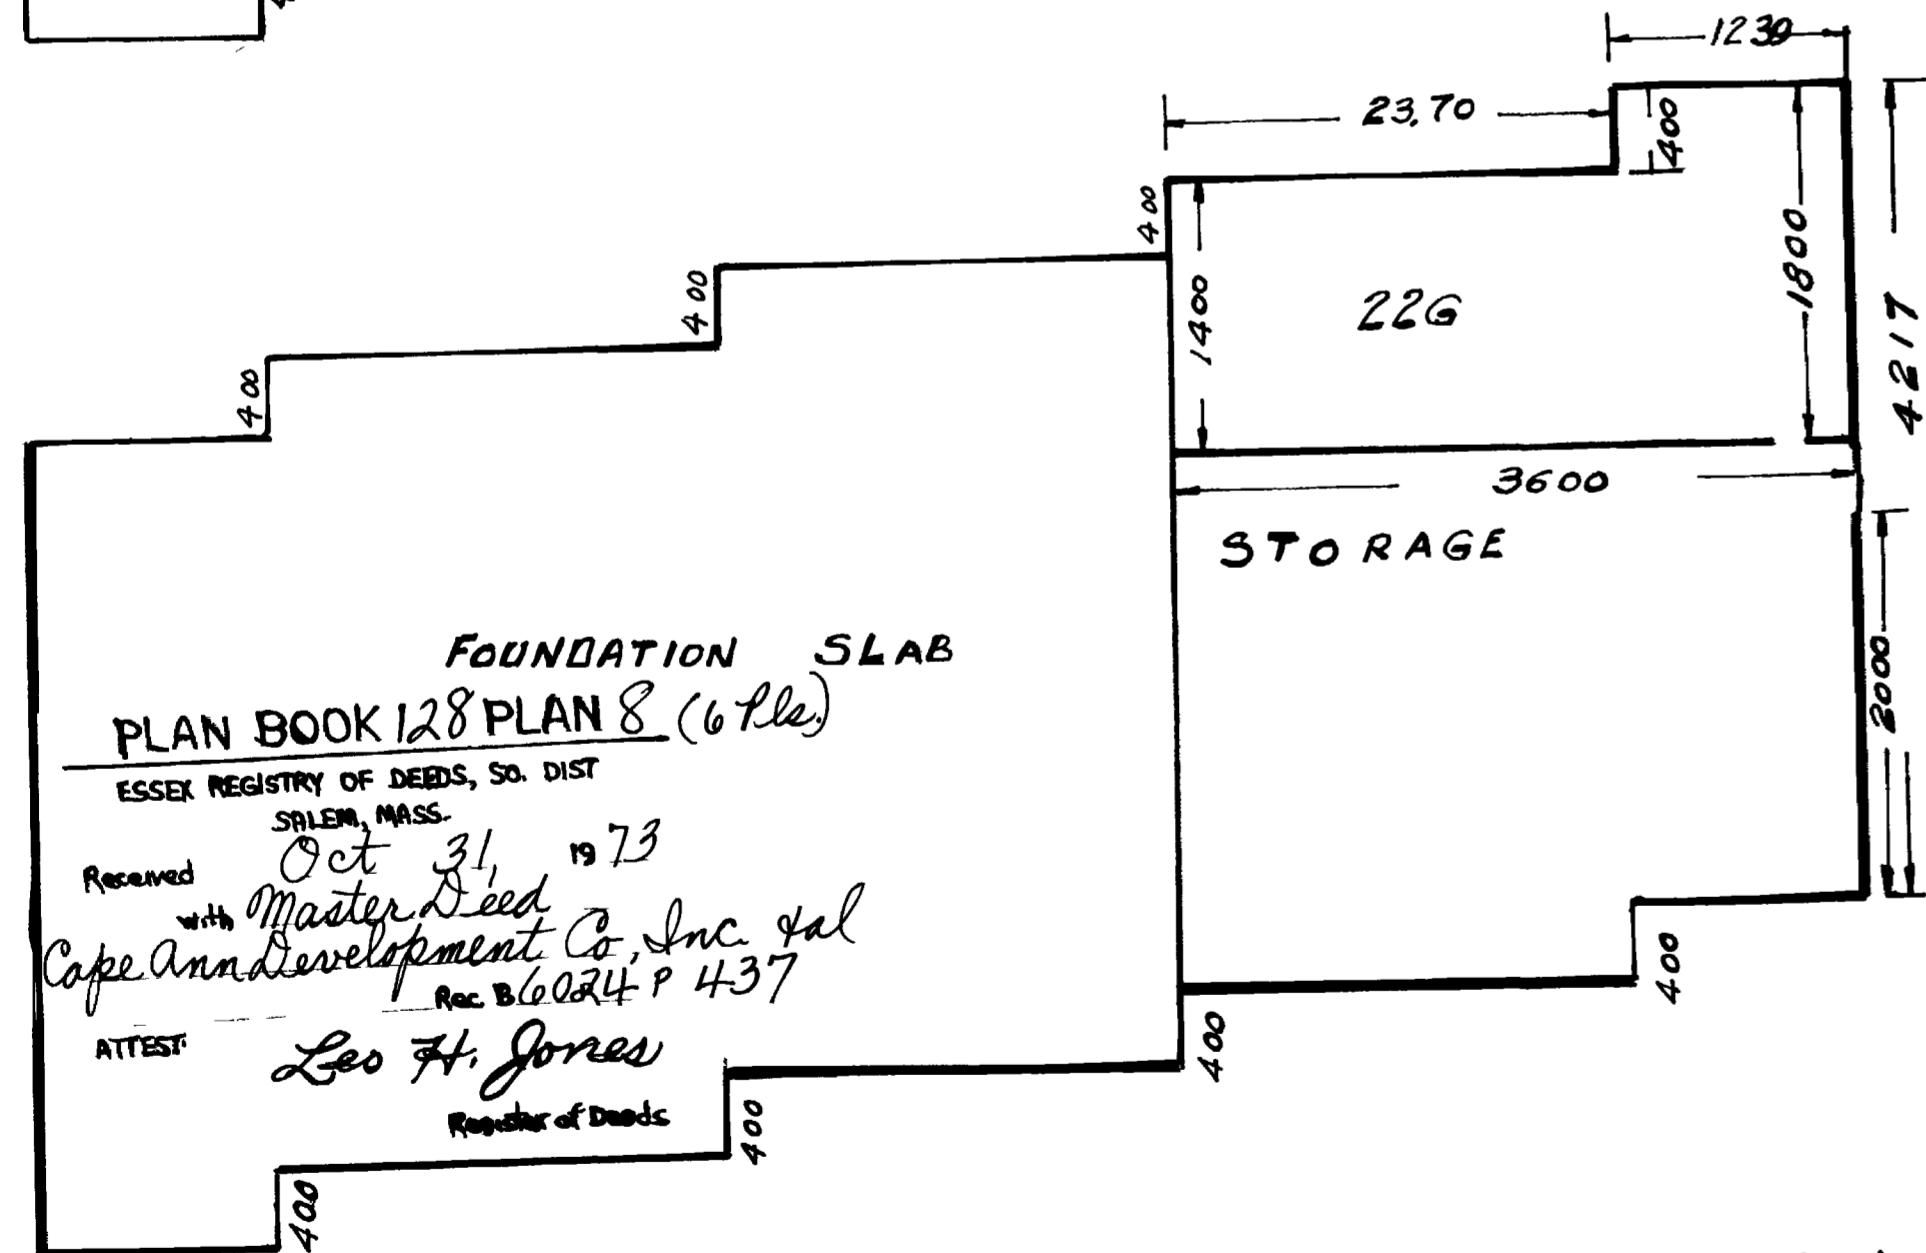 1230
23.70
400
400
1800
4217
400
1400
22G
400
3600
STORAGE
2000
FOUNDATION SLAB
PLAN BOOK 128 PLAN 8 (6 Pls.)
ESSEX REGISTRY OF DEEDS, SO. DIST
SALEM, MASS.
Received Oct 31, 1973
with Master Deed
Cape Ann Development Co, Inc. et al
Rec. B 6024 P 437
ATTEST:
Leo H. Jones
Register of Deeds
400
400
400
400
400